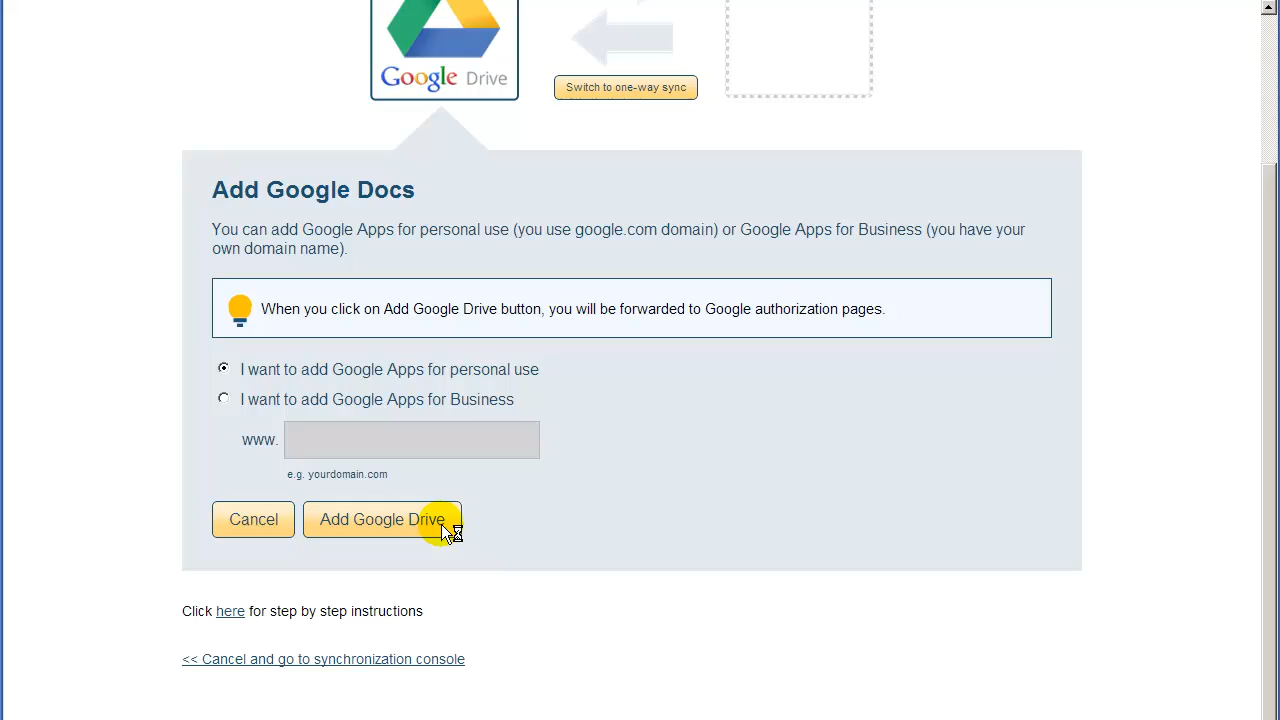 Google Drive
Switch to one-way sync
Add Google Docs
You can add Google Apps for personal use (you use google.com domain) or Google Apps for Business (you have your
own domain name).
When you click on Add Google Drive button, you will be forwarded to Google authorization pages.
I want to add Google Apps for personal use
I want to add Google Apps for Business
www.
e.g. yourdomain.com
Cancel
Add Google Drive
Click here for step by step instructions
<< Cancel and go to synchronization console